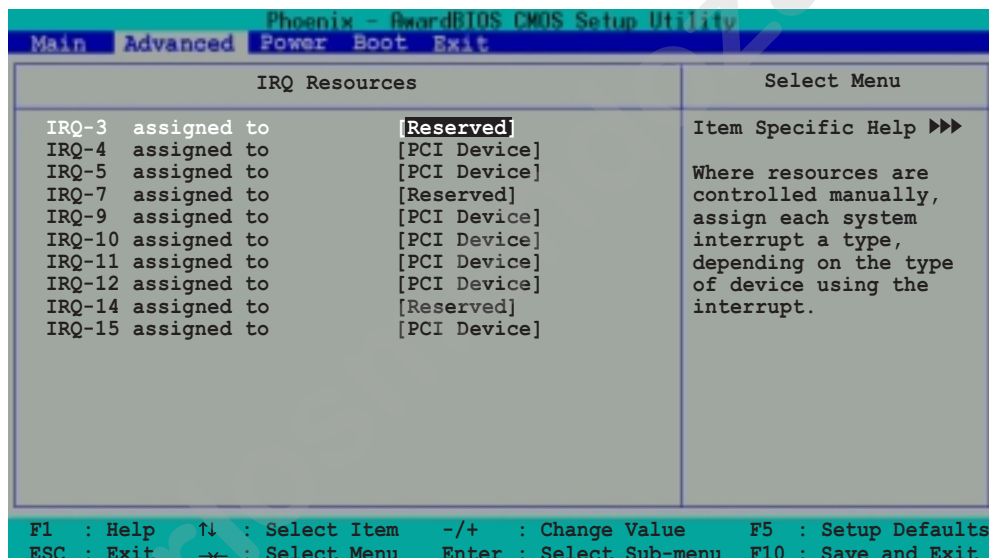 Phoenix - AwardBIOS CMOS Setup Utility
Main Advanced Power Boot Exit
IRQ Resources
Select Menu
IRQ-3 assigned to [Reserved]
IRQ-4 assigned to [PCI Device]
IRQ-5 assigned to [PCI Device]
IRQ-7 assigned to [Reserved]
IRQ-9 assigned to [PCI Device]
IRQ-10 assigned to [PCI Device]
IRQ-11 assigned to [PCI Device]
IRQ-12 assigned to [PCI Device]
IRQ-14 assigned to [Reserved]
IRQ-15 assigned to [PCI Device]
Item Specific Help ▶▶▶
Where resources are
controlled manually,
assign each system
interrupt a type,
depending on the type
of device using the
interrupt.
F1 : Help ↑↓ : Select Item -/+ : Change Value F5 : Setup Defaults
ESC : Exit →← : Select Menu Enter : Select Sub-menu F10 : Save and Exit